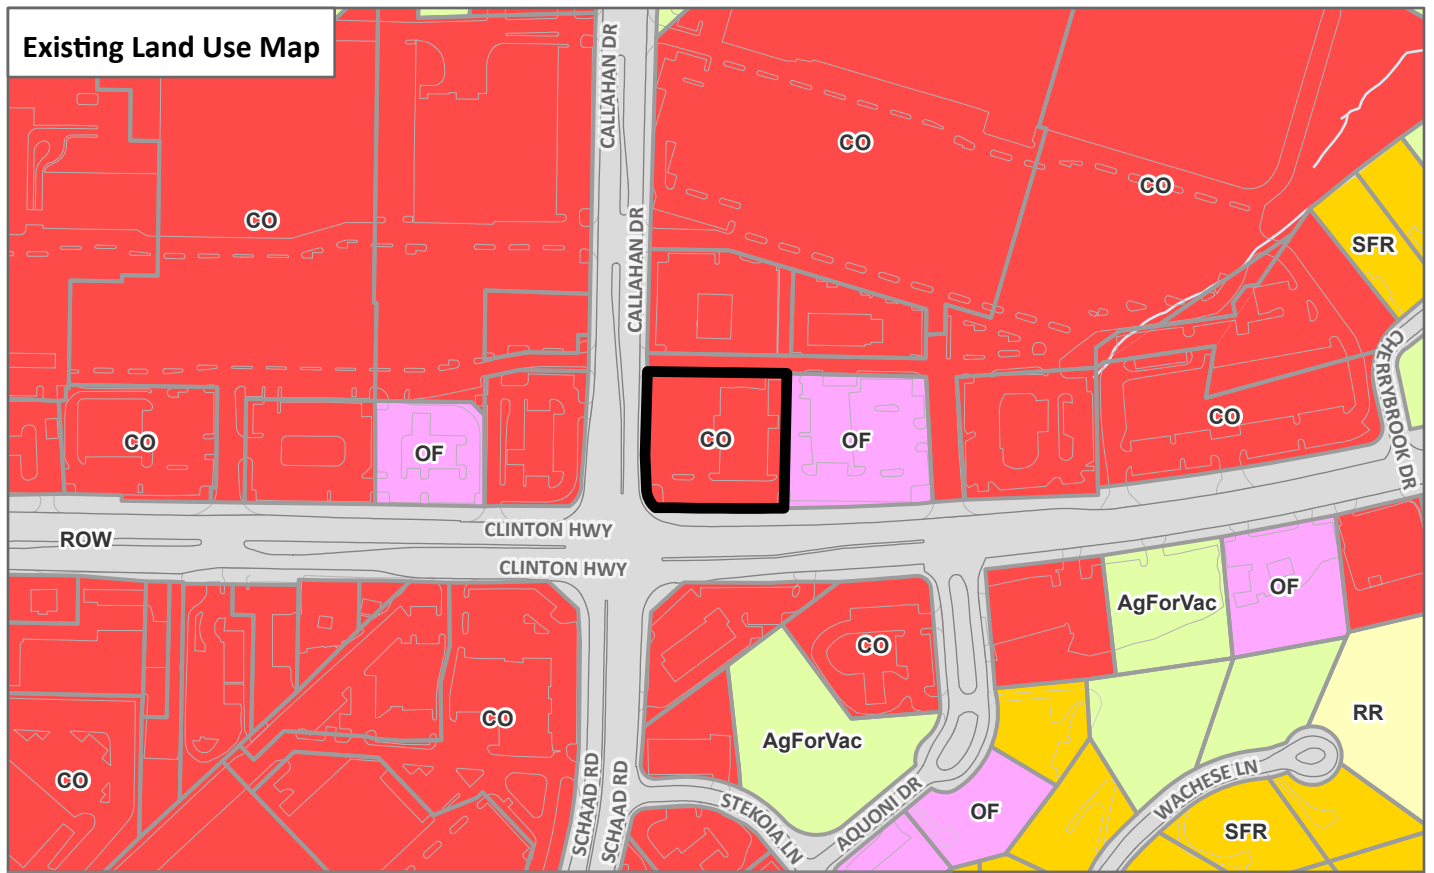 Existing Land Use Map
CALLAHAN DR
CO
CO
CO
CALLAHAN DR
SFR
CHERRYBROOK DR
CO
CO
OF
CO
OF
CLINTON HWY
ROW
CLINTON HWY
AgForVac
OF
CO
RR
CO
AgForVac
CO
SCHAAD RD
SCHAAD RD
STEKOIA LN
AQUONI DR
WACHESE LN
OF
SFR